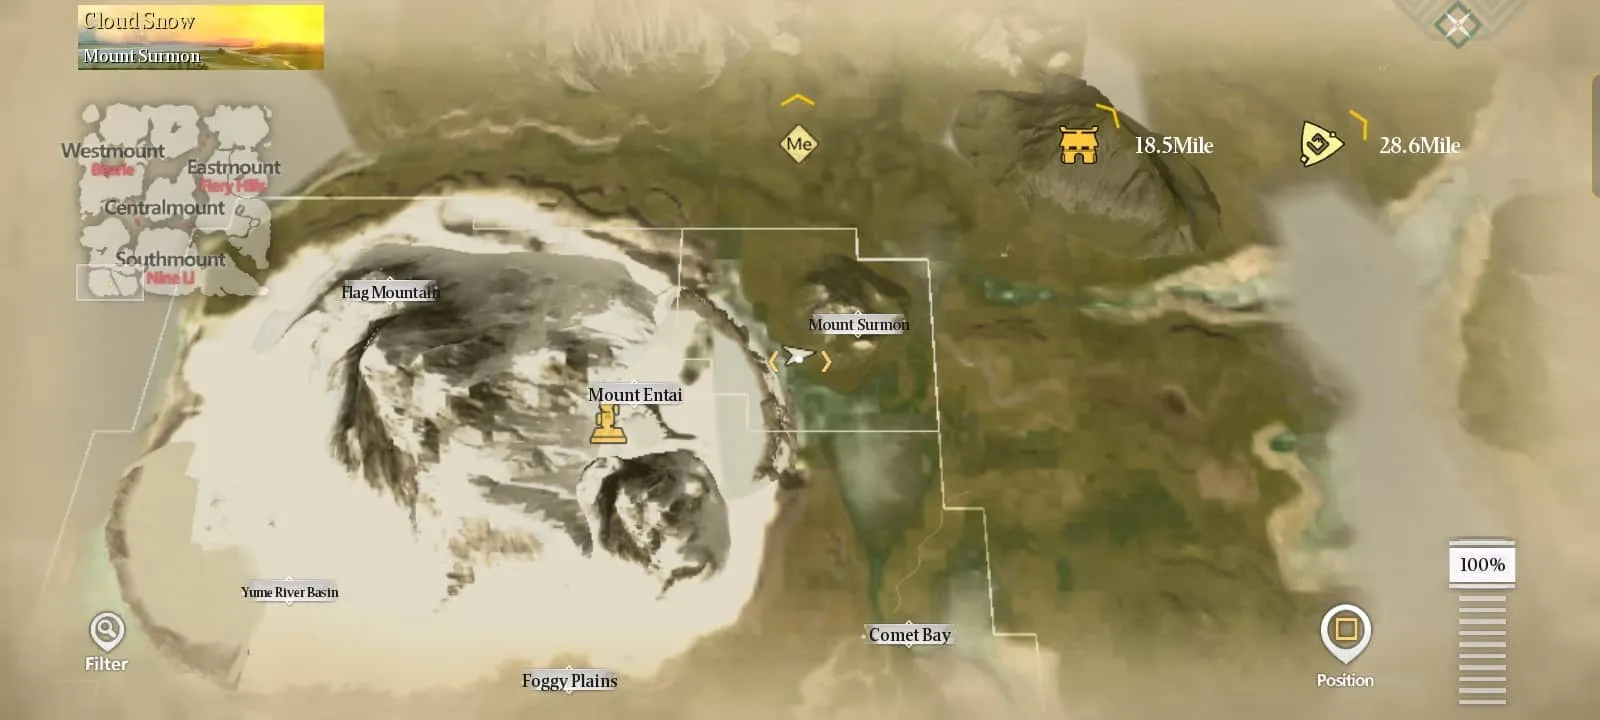 Cloud Snow
Mount Surmon
Westmount
Bearle
Eastmount
Fiery Hills
Centralmount
Southmount
Nine Li
Me
18.5Mile
28.6Mile
Flag Mountain
Mount Surmon
Mount Entai
Yume River Basin
Comet Bay
Foggy Plains
Filter
100%
Position